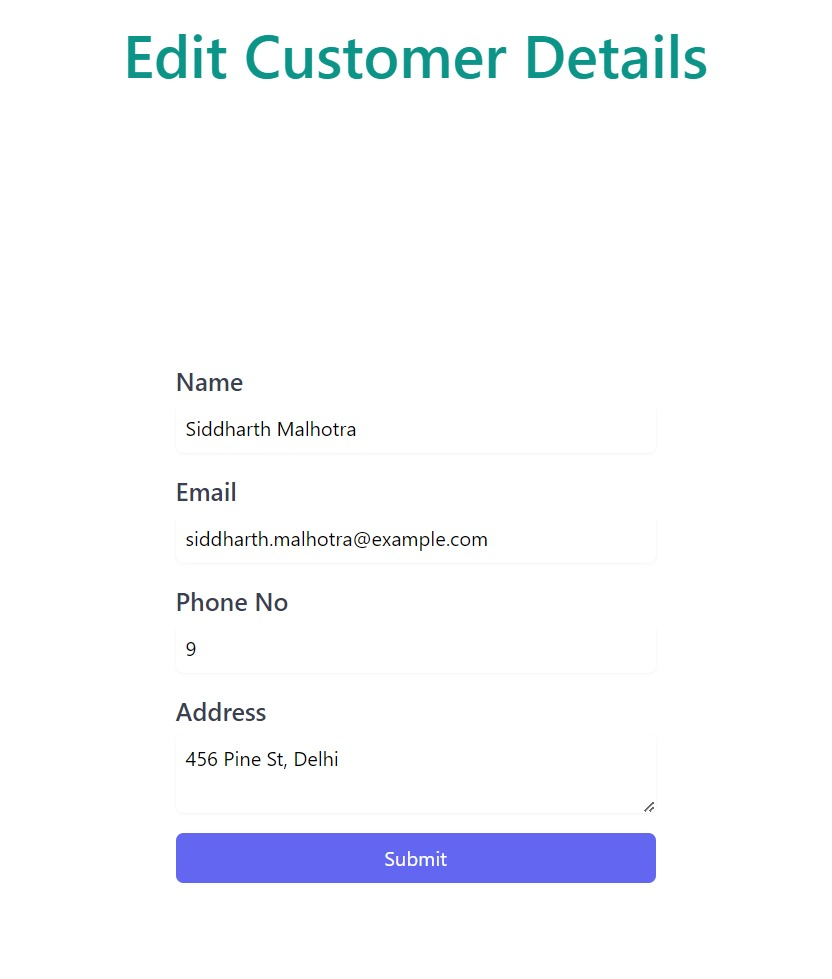 Edit Customer Details
Name
Siddharth Malhotra
Email
siddharth.malhotra@example.com
Phone No
9
Address
456 Pine St, Delhi
Submit